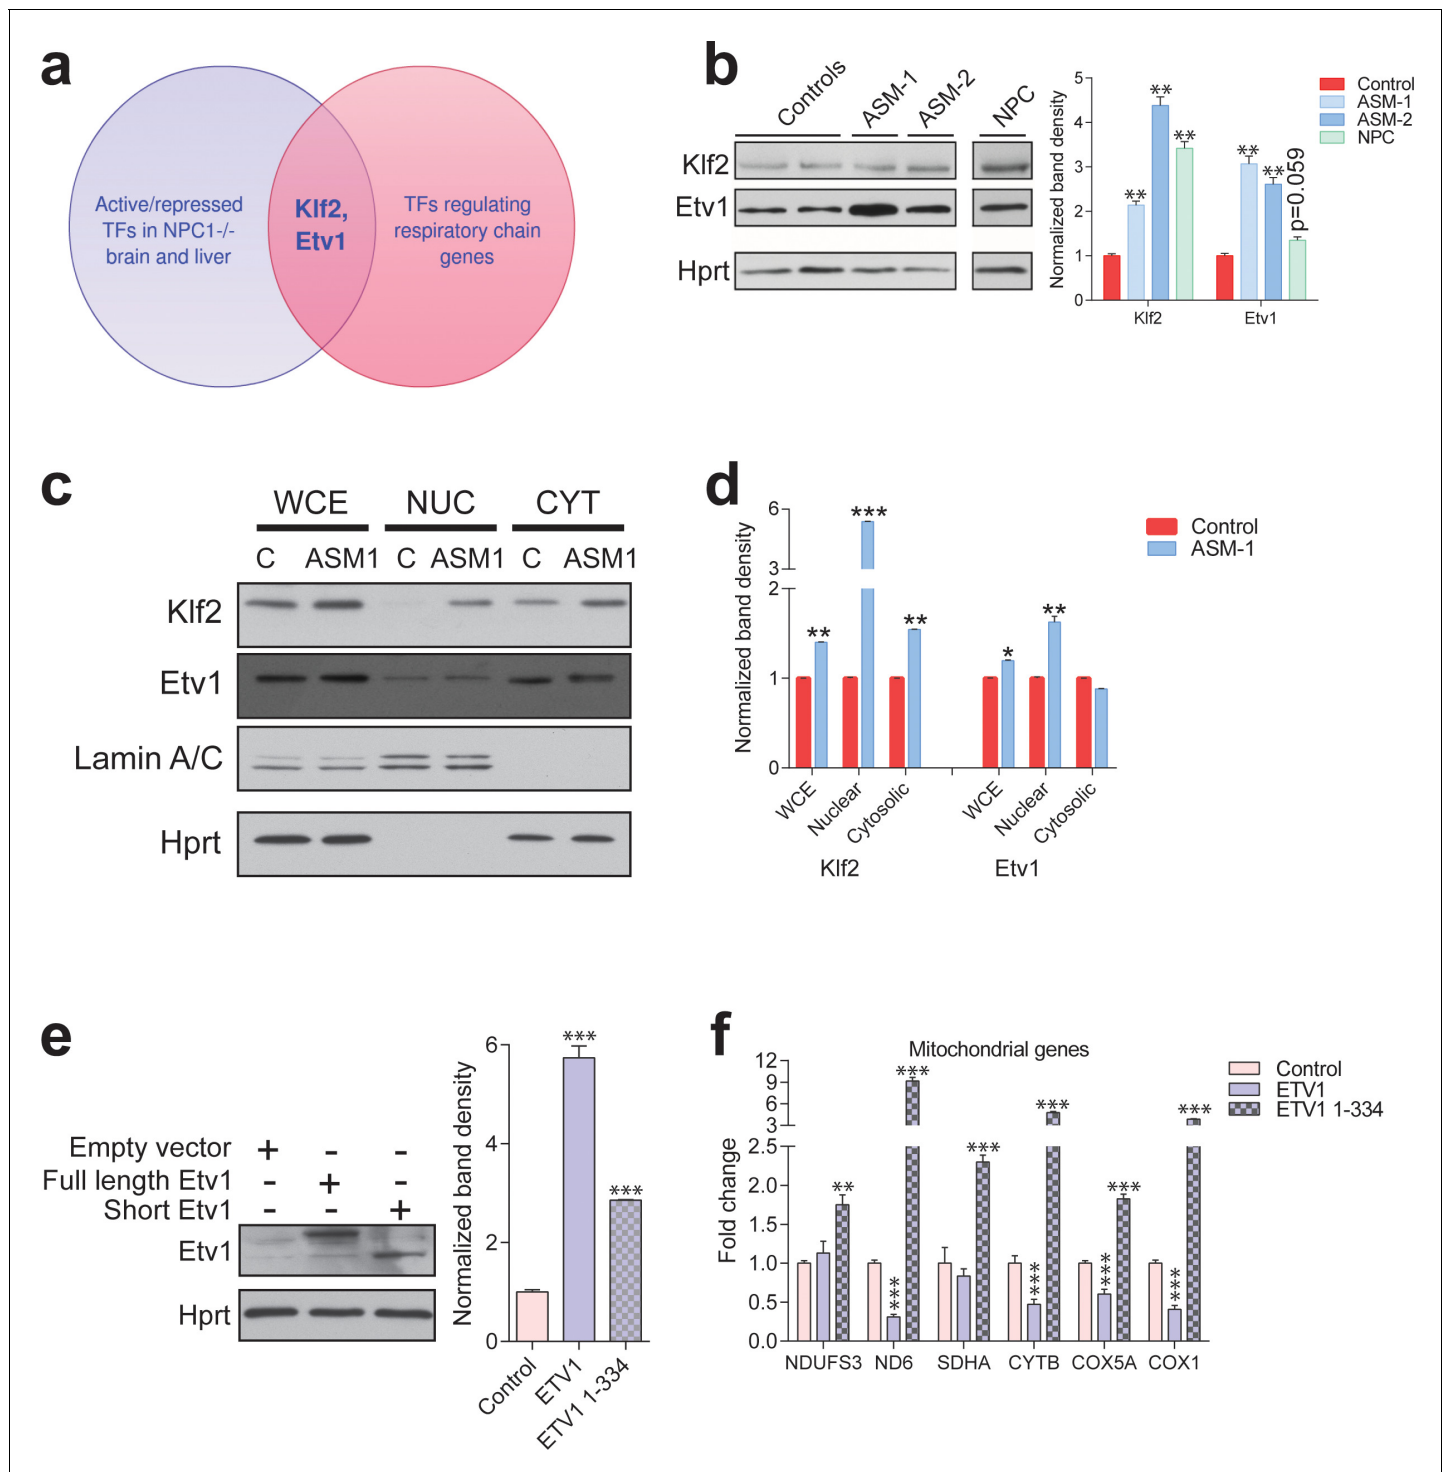 a
Active/repressed
TFs in NPC1-/-
brain and liver
Klf2,
Etv1
TFs regulating
respiratory chain
genes
b
Controls
ASM-1
ASM-2
NPC
Klf2
Etv1
Hprt
Normalized band density
5
4
3
2
1
0
**
**
**
**
**
p=0.059
Klf2
Etv1
Control
ASM-1
ASM-2
NPC
c
WCE NUC CYT
C ASM1 C ASM1 C ASM1
Klf2
Etv1
Lamin A/C
Hprt
d
Normalized band density
6
3
2
1
0
**
***
**
*
**
WCE
Nuclear
Cytosolic
WCE
Nuclear
Cytosolic
Klf2
Etv1
Control
ASM-1
e
Empty vector + - -
Full length Etv1 - + -
Short Etv1 - - +
Etv1
Hprt
Normalized band density
6
4
2
0
***
***
Control
ETV1
ETV1 1-334
f
Mitochondrial genes
Fold change
12
9
6
3
2.5
2.0
1.5
1.0
0.5
0.0
**
***
***
***
***
***
***
***
***
***
NDUFS3 ND6 SDHA CYTB COX5A COX1
Control
ETV1
ETV1 1-334